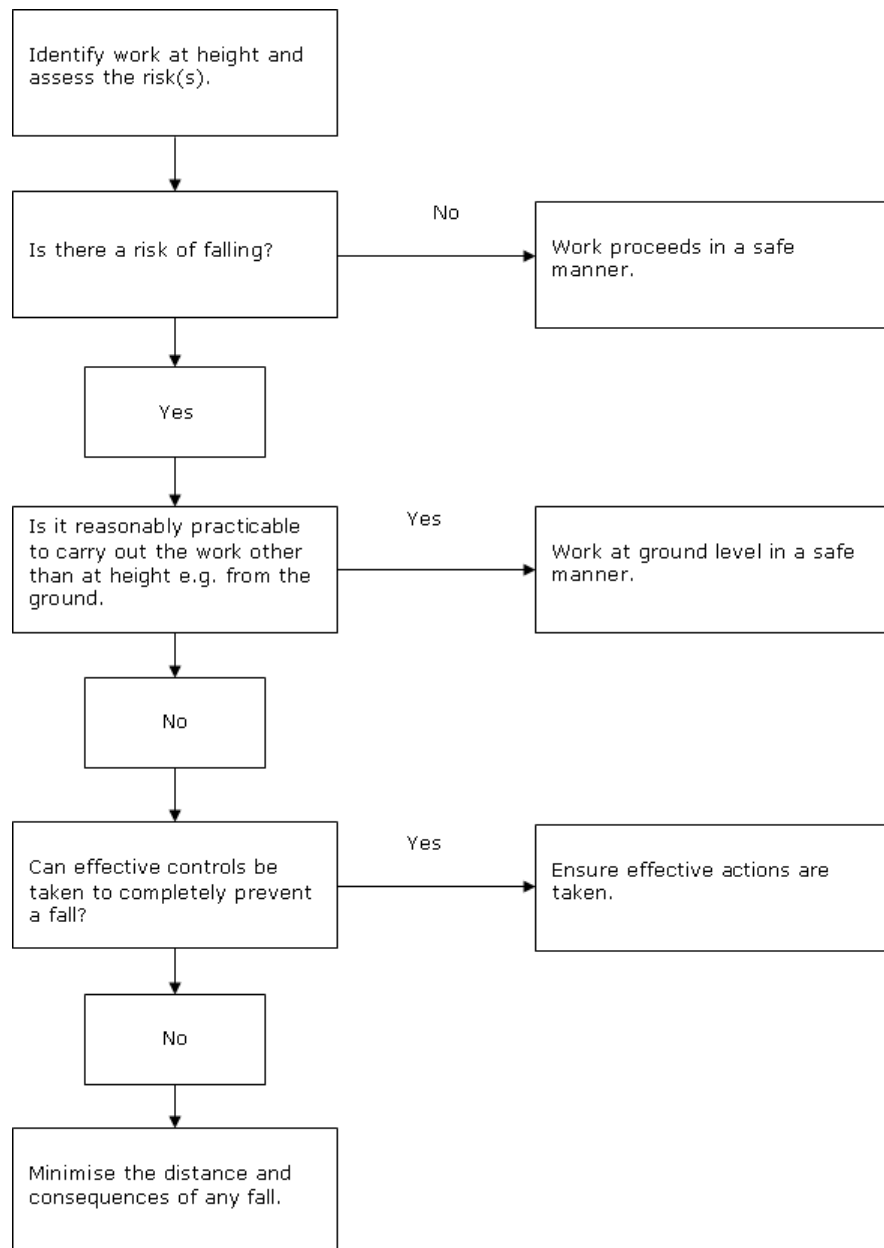 Identify work at height and
assess the risk(s).
Is there a risk of falling?
No
Work proceeds in a safe
manner.
Yes
Is it reasonably practicable
to carry out the work other
than at height e.g. from the
ground.
Yes
Work at ground level in a safe
manner.
No
Can effective controls be
taken to completely prevent
a fall?
Yes
Ensure effective actions are
taken.
No
Minimise the distance and
consequences of any fall.